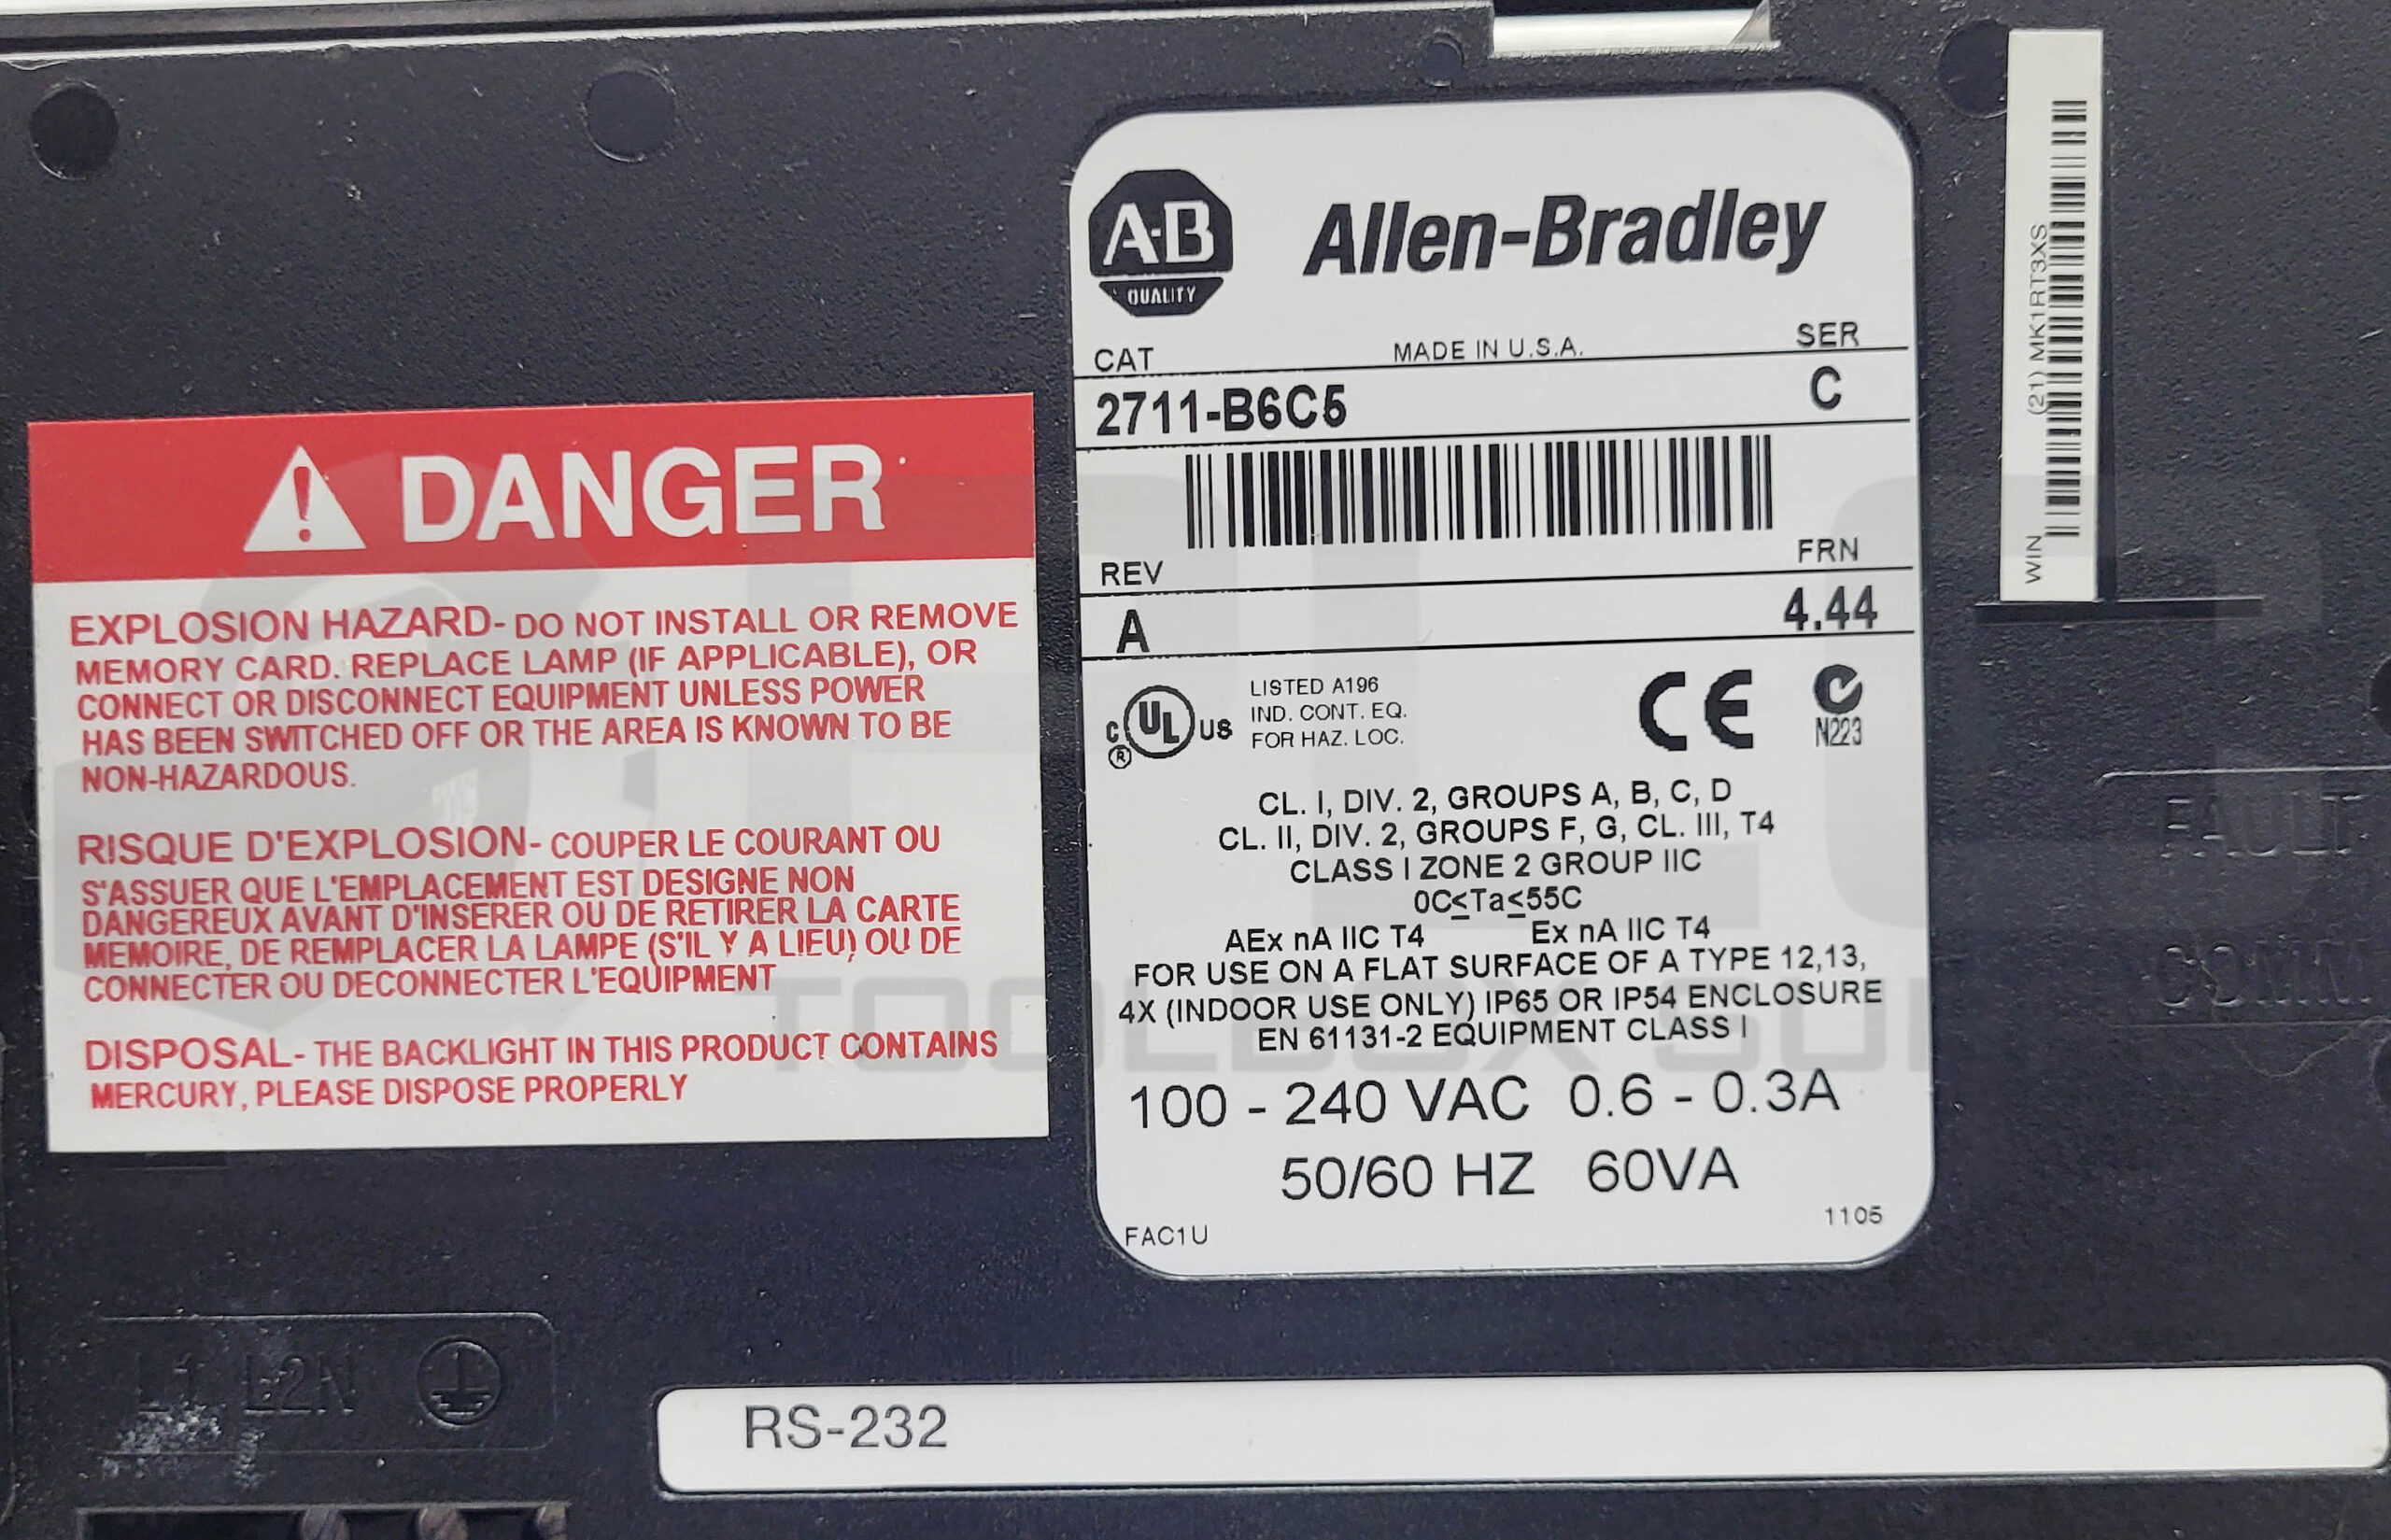 DANGER
EXPLOSION HAZARD- DO NOT INSTALL OR REMOVE
MEMORY CARD. REPLACE LAMP (IF APPLICABLE), OR
CONNECT OR DISCONNECT EQUIPMENT UNLESS POWER
HAS BEEN SWITCHED OFF OR THE AREA IS KNOWN TO BE
NON-HAZARDOUS.
RISQUE D'EXPLOSION- COUPER LE COURANT OU
S'ASSUER QUE L'EMPLACEMENT EST DESIGNE NON
DANGEREUX AVANT D'INSERER OU DE RETIRER LA CARTE
MEMOIRE, DE REMPLACER LA LAMPE (S'IL Y A LIEU) OU DE
CONNECTER OU DECONNECTER L'EQUIPMENT
DISPOSAL- THE BACKLIGHT IN THIS PRODUCT CONTAINS
MERCURY, PLEASE DISPOSE PROPERLY
A-B
QUALITY
Allen-Bradley
CAT MADE IN U.S.A. SER
2711-B6C5 C
REV FRN
A 4.44
C UL US
®
LISTED A196
IND. CONT. EQ.
FOR HAZ. LOC.
CE
N223
CL. I, DIV. 2, GROUPS A, B, C, D
CL. II, DIV. 2, GROUPS F, G, CL. III, T4
CLASS I ZONE 2 GROUP IIC
0C≤Ta≤55C
AEx nA IIC T4 Ex nA IIC T4
FOR USE ON A FLAT SURFACE OF A TYPE 12,13,
4X (INDOOR USE ONLY) IP65 OR IP54 ENCLOSURE
EN 61131-2 EQUIPMENT CLASS I
100 - 240 VAC 0.6 - 0.3A
50/60 HZ 60VA
FAC1U 1105
WIN (21) MK1RT3XS
FAULT
COMM
L1 L2N
RS-232
TOOLBOX SU